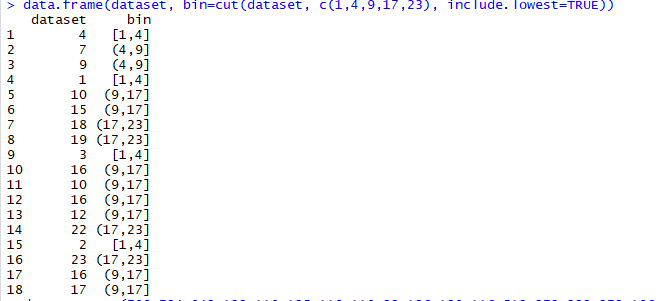 > data.frame(dataset, bin=cut(dataset, c(1,4,9,17,23), include.lowest=TRUE))
   dataset     bin
1        4   [1,4]
2        7   (4,9]
3        9   (4,9]
4        1   [1,4]
5       10  (9,17]
6       15  (9,17]
7       18 (17,23]
8       19 (17,23]
9        3   [1,4]
10      16  (9,17]
11      10  (9,17]
12      16  (9,17]
13      12  (9,17]
14      22 (17,23]
15       2   [1,4]
16      23 (17,23]
17      16  (9,17]
18      17  (9,17]